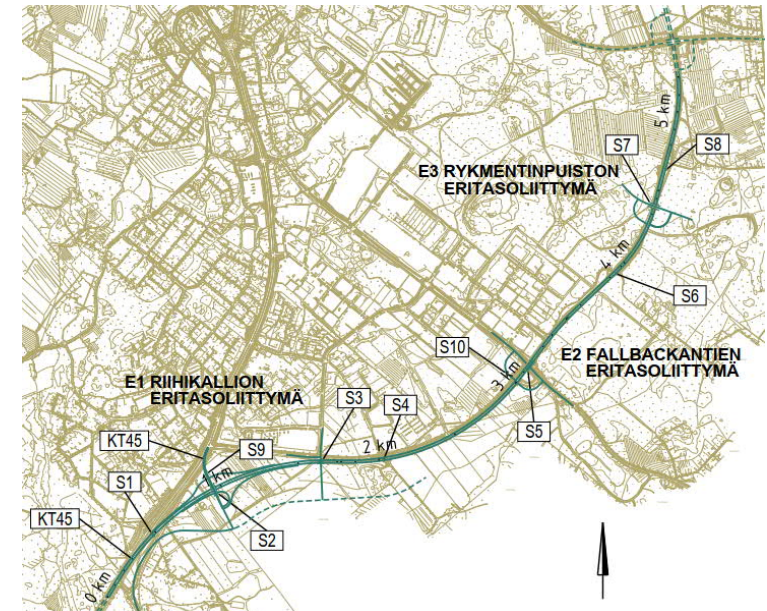 5 km
S7
S8
E3 RYKMENTINPUISTON
ERITASOLIITTYMÄ
4 km
S6
S10
E2 FALLBACKANTIEN
ERITASOLIITTYMÄ
3 km
E1 RIIHIKALLION
ERITASOLIITTYMÄ
S3
S4
S5
KT45
S9
2 km
1 km
S1
KT45
S2
0 km